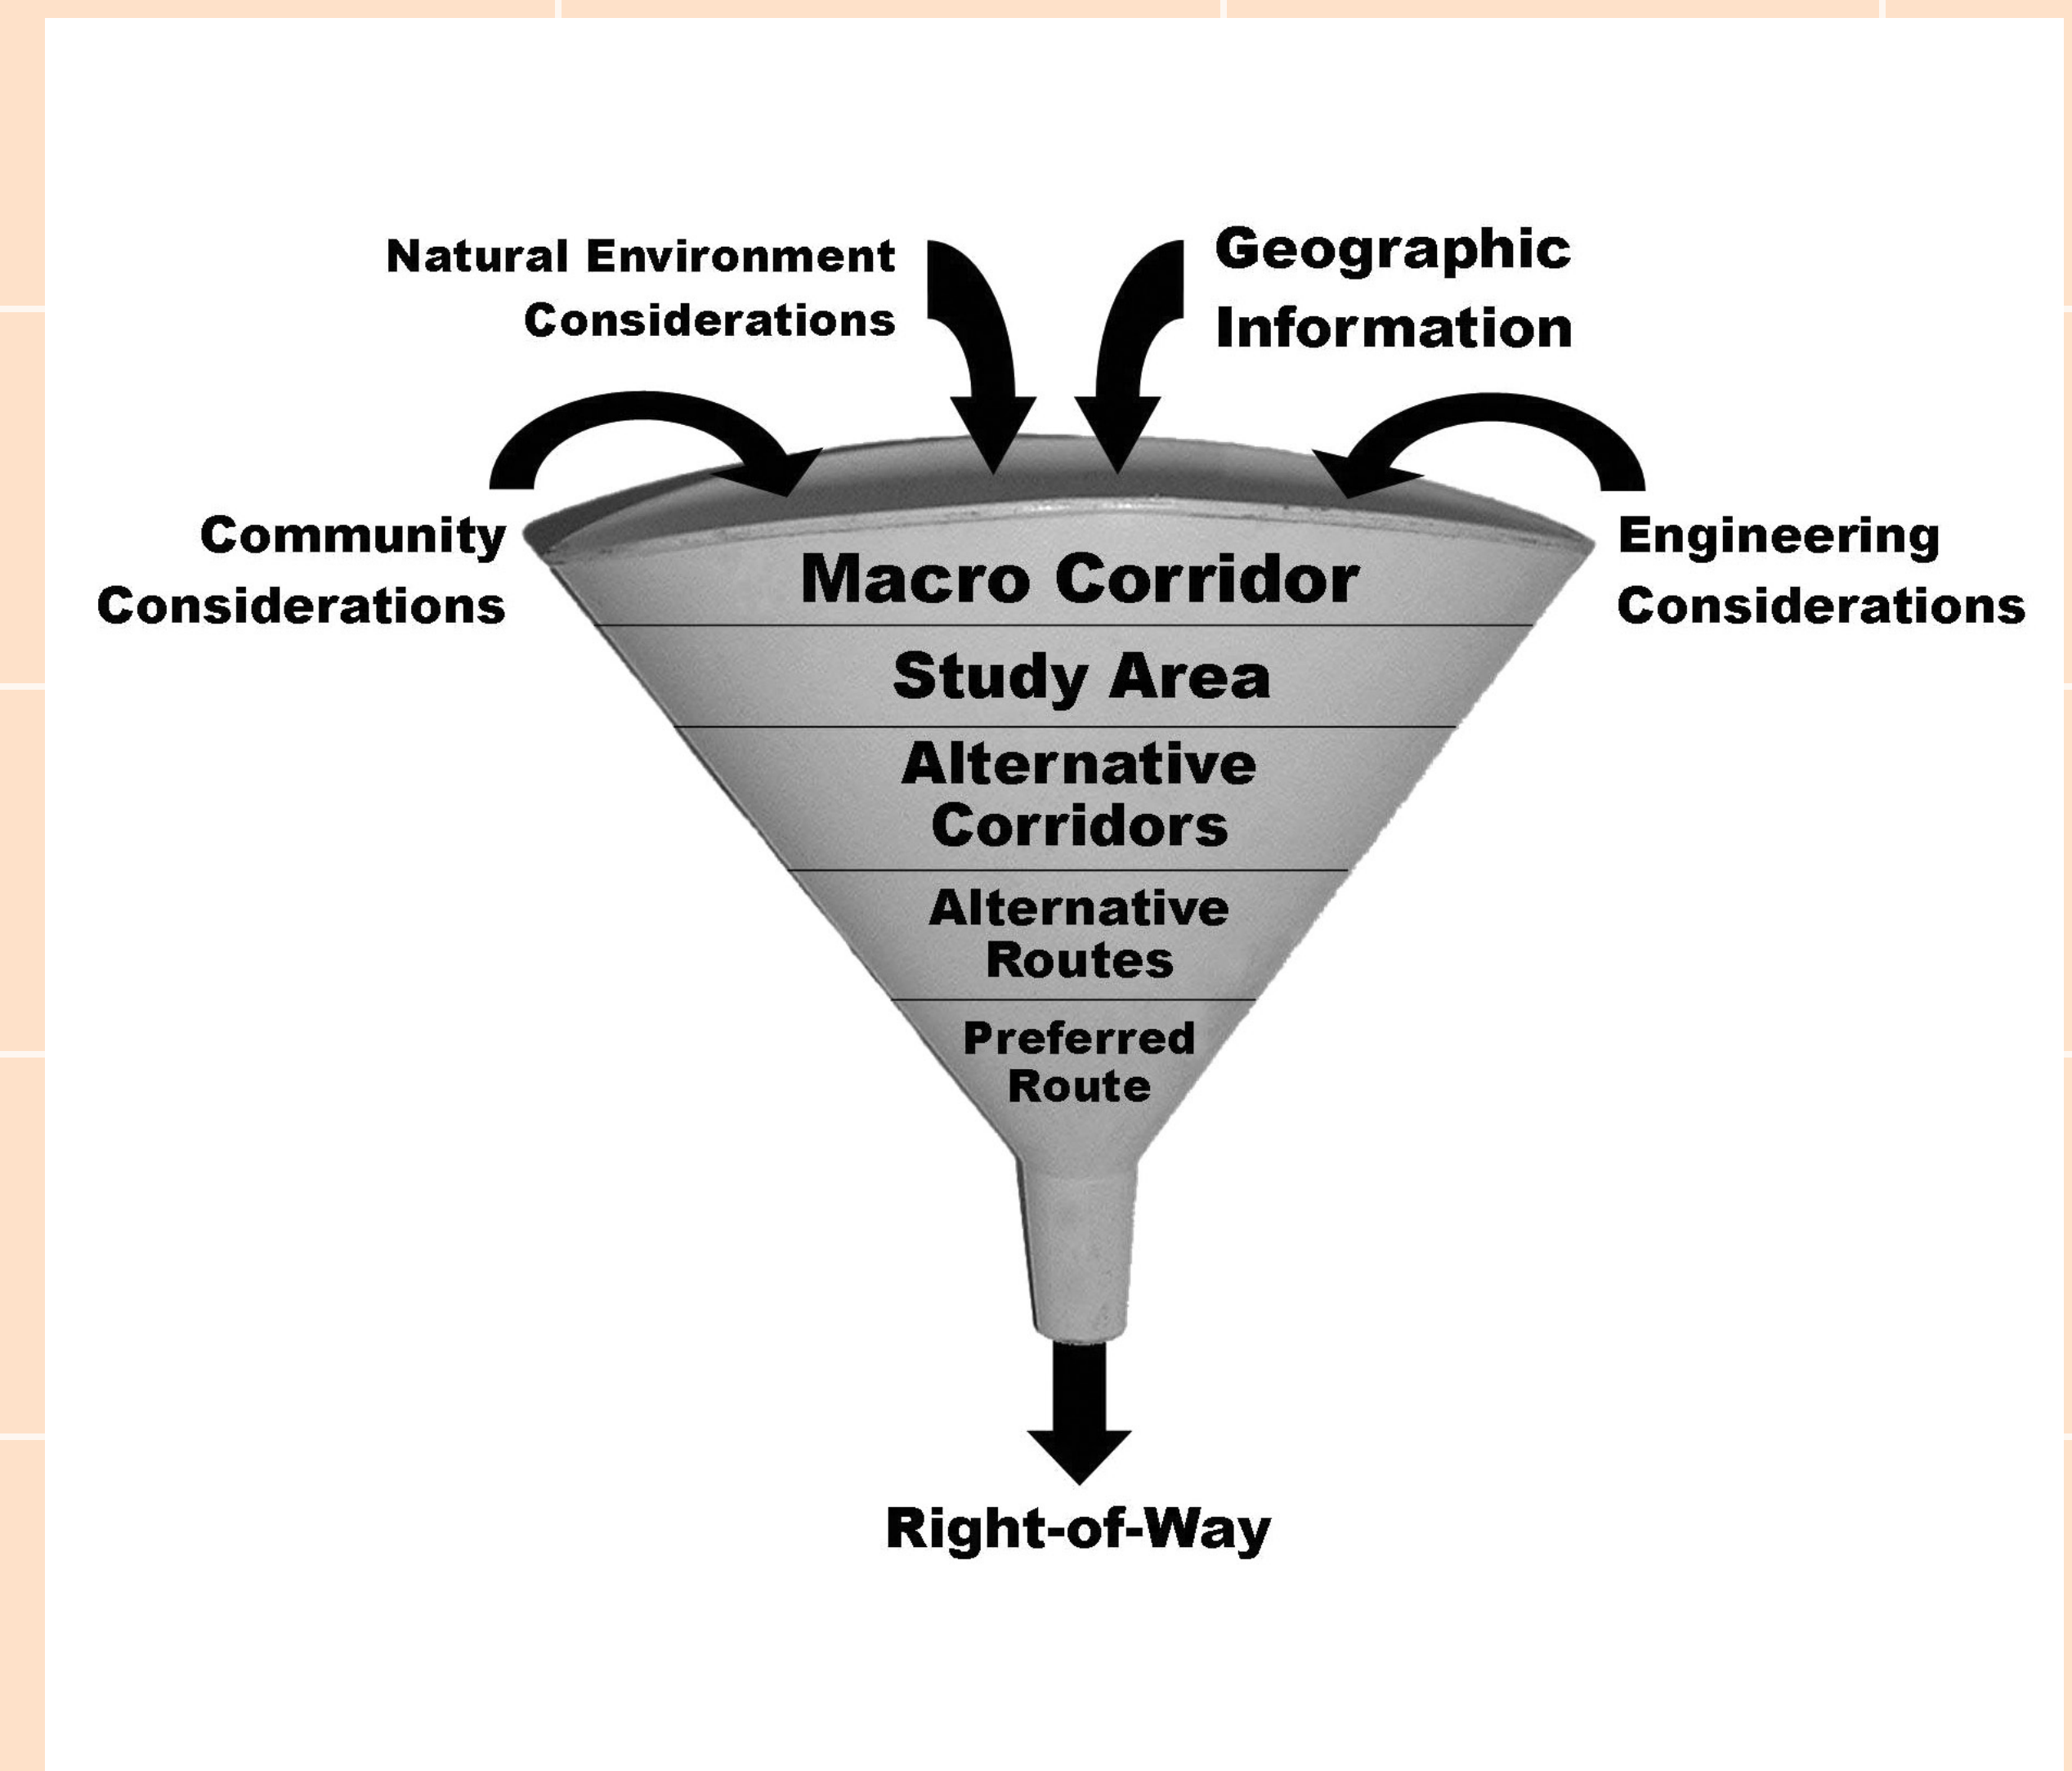 Natural Environment
Considerations
Geographic
Information
Community
Considerations
Engineering
Considerations
Macro Corridor
Study Area
Alternative
Corridors
Alternative
Routes
Preferred
Route
Right-of-Way